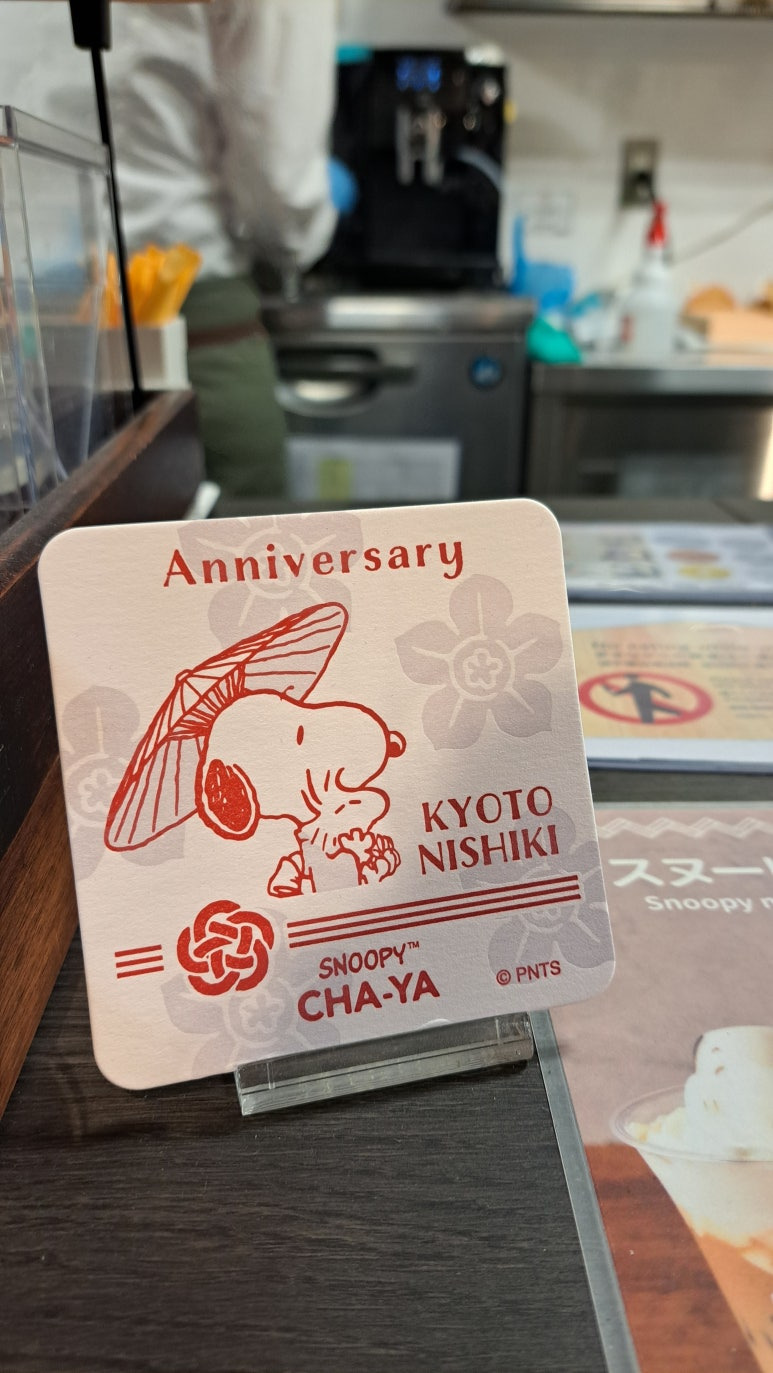 Anniversary
KYOTO
NISHIKI
SNOOPY™
CHA-YA
© PNTS
スヌー
Snoopy